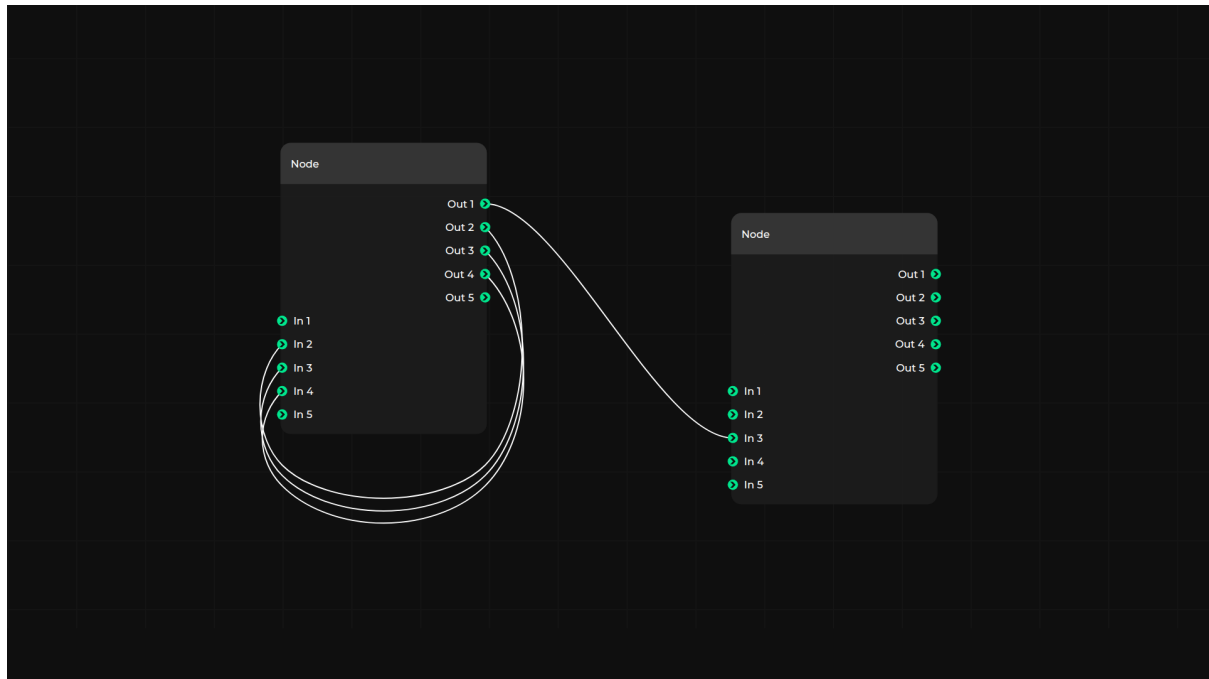 Node
Out 1
Out 2
Out 3
Out 4
Out 5
In 1
In 2
In 3
In 4
In 5
Node
Out 1
Out 2
Out 3
Out 4
Out 5
In 1
In 2
In 3
In 4
In 5